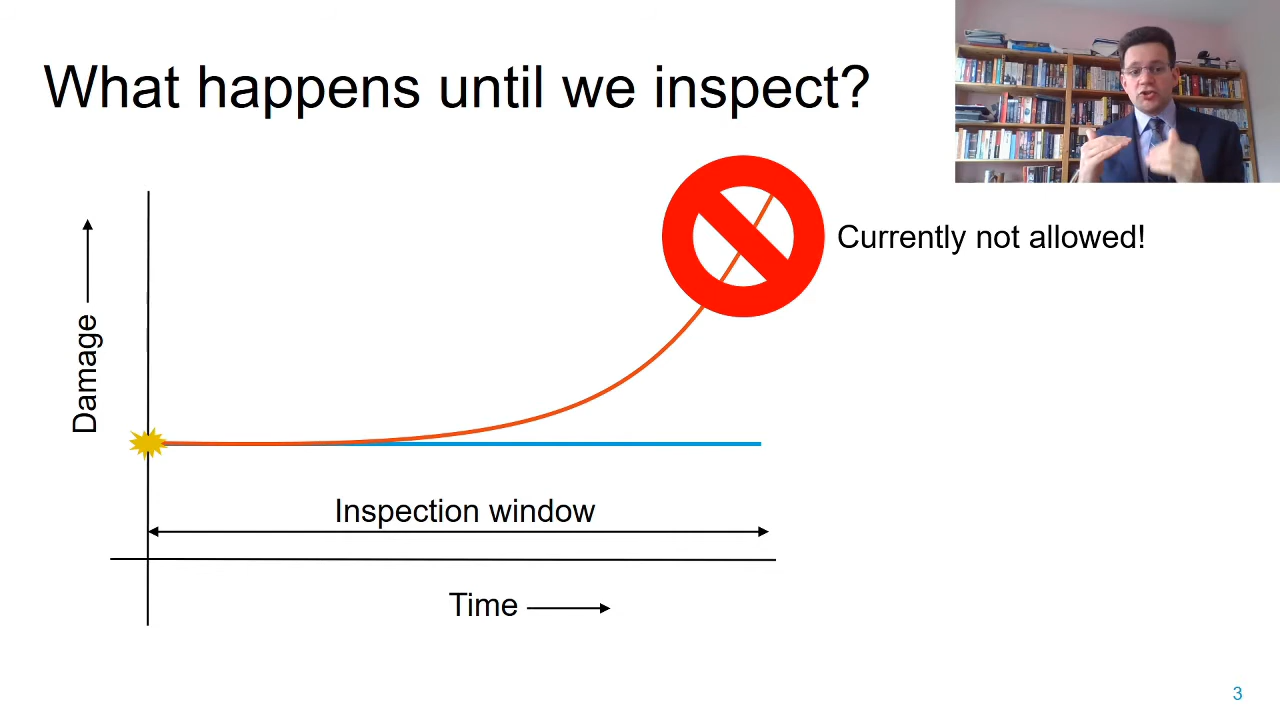 What happens until we inspect?
Currently not allowed!
Damage
Inspection window
Time
3